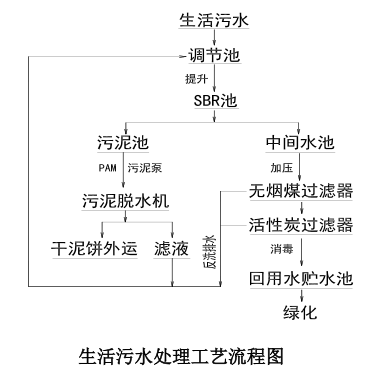 生活污水
调节池
提升
SBR池
污泥池
中间水池
PAM 污泥泵
加压
污泥脱水机
无烟煤过滤器
活性炭过滤器
反洗排水
干泥饼外运
滤液
消毒
回用水贮水池
绿化
生活污水处理工艺流程图